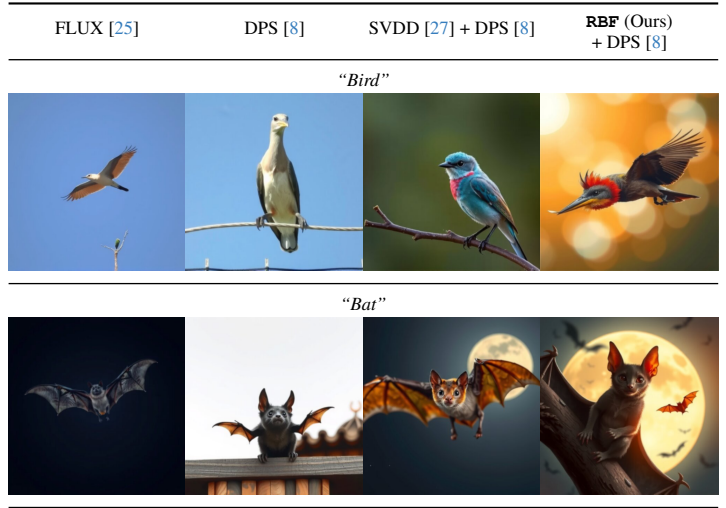 FLUX [25]
DPS [8]
SVDD [27] + DPS [8]
RBF (Ours)
+ DPS [8]
“Bird”
“Bat”